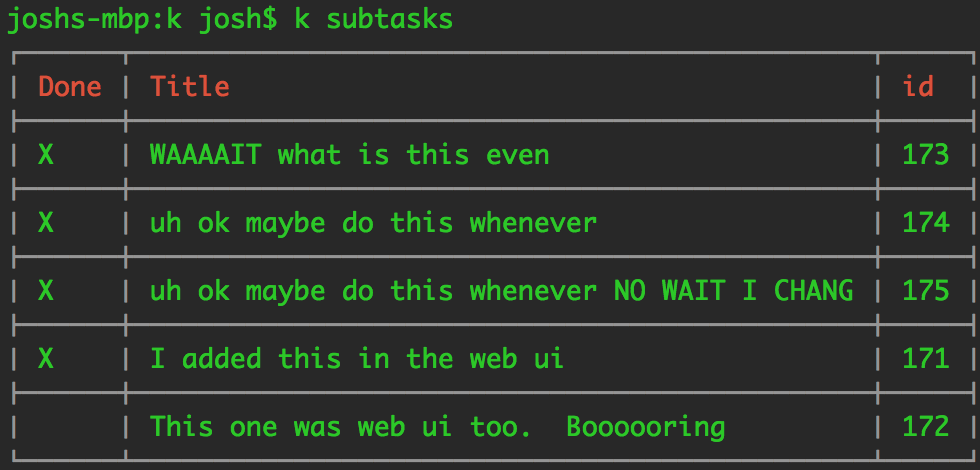 joshs-mbp:k josh$ k subtasks
Done Title id
X WAAAAIT what is this even 173
X uh ok maybe do this whenever 174
X uh ok maybe do this whenever NO WAIT I CHANG 175
X I added this in the web ui 171
This one was web ui too.  Boooooring 172